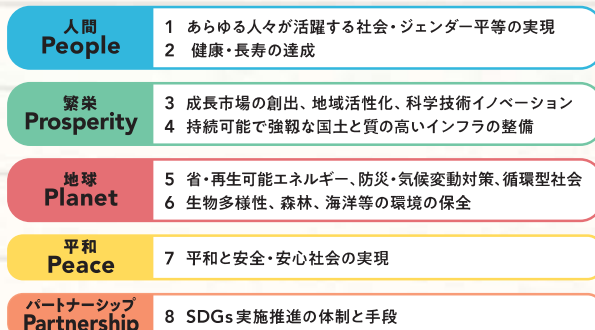 人間
People
1 あらゆる人々が活躍する社会・ジェンダー平等の実現
2 健康・長寿の達成
繁栄
Prosperity
3 成長市場の創出、地域活性化、科学技術イノベーション
4 持続可能で強靱な国土と質の高いインフラの整備
地球
Planet
5 省・再生可能エネルギー、防災・気候変動対策、循環型社会
6 生物多様性、森林、海洋等の環境の保全
平和
Peace
7 平和と安全・安心社会の実現
パートナーシップ
Partnership
8 SDGs実施推進の体制と手段